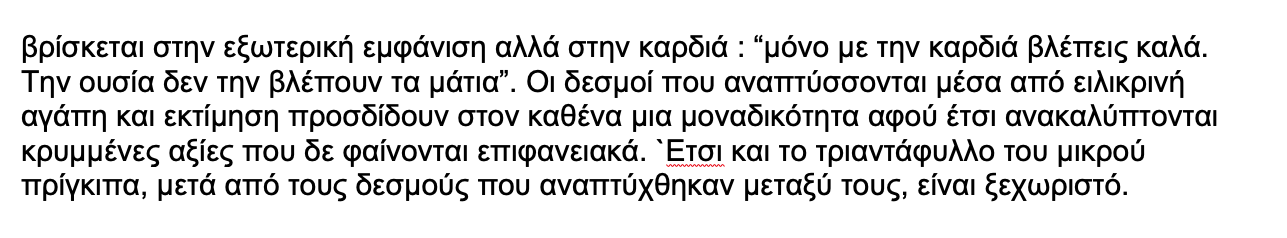 βρίσκεται στην εξωτερική εμφάνιση αλλά στην καρδιά : “μόνο με την καρδιά βλέπεις καλά.
Την ουσία δεν την βλέπουν τα μάτια”. Οι δεσμοί που αναπτύσσονται μέσα από ειλικρινή
αγάπη και εκτίμηση προσδίδουν στον καθένα μια μοναδικότητα αφού έτσι ανακαλύπτονται
κρυμμένες αξίες που δε φαίνονται επιφανειακά. `Ετσι και το τριαντάφυλλο του μικρού
πρίγκιπα, μετά από τους δεσμούς που αναπτύχθηκαν μεταξύ τους, είναι ξεχωριστό.